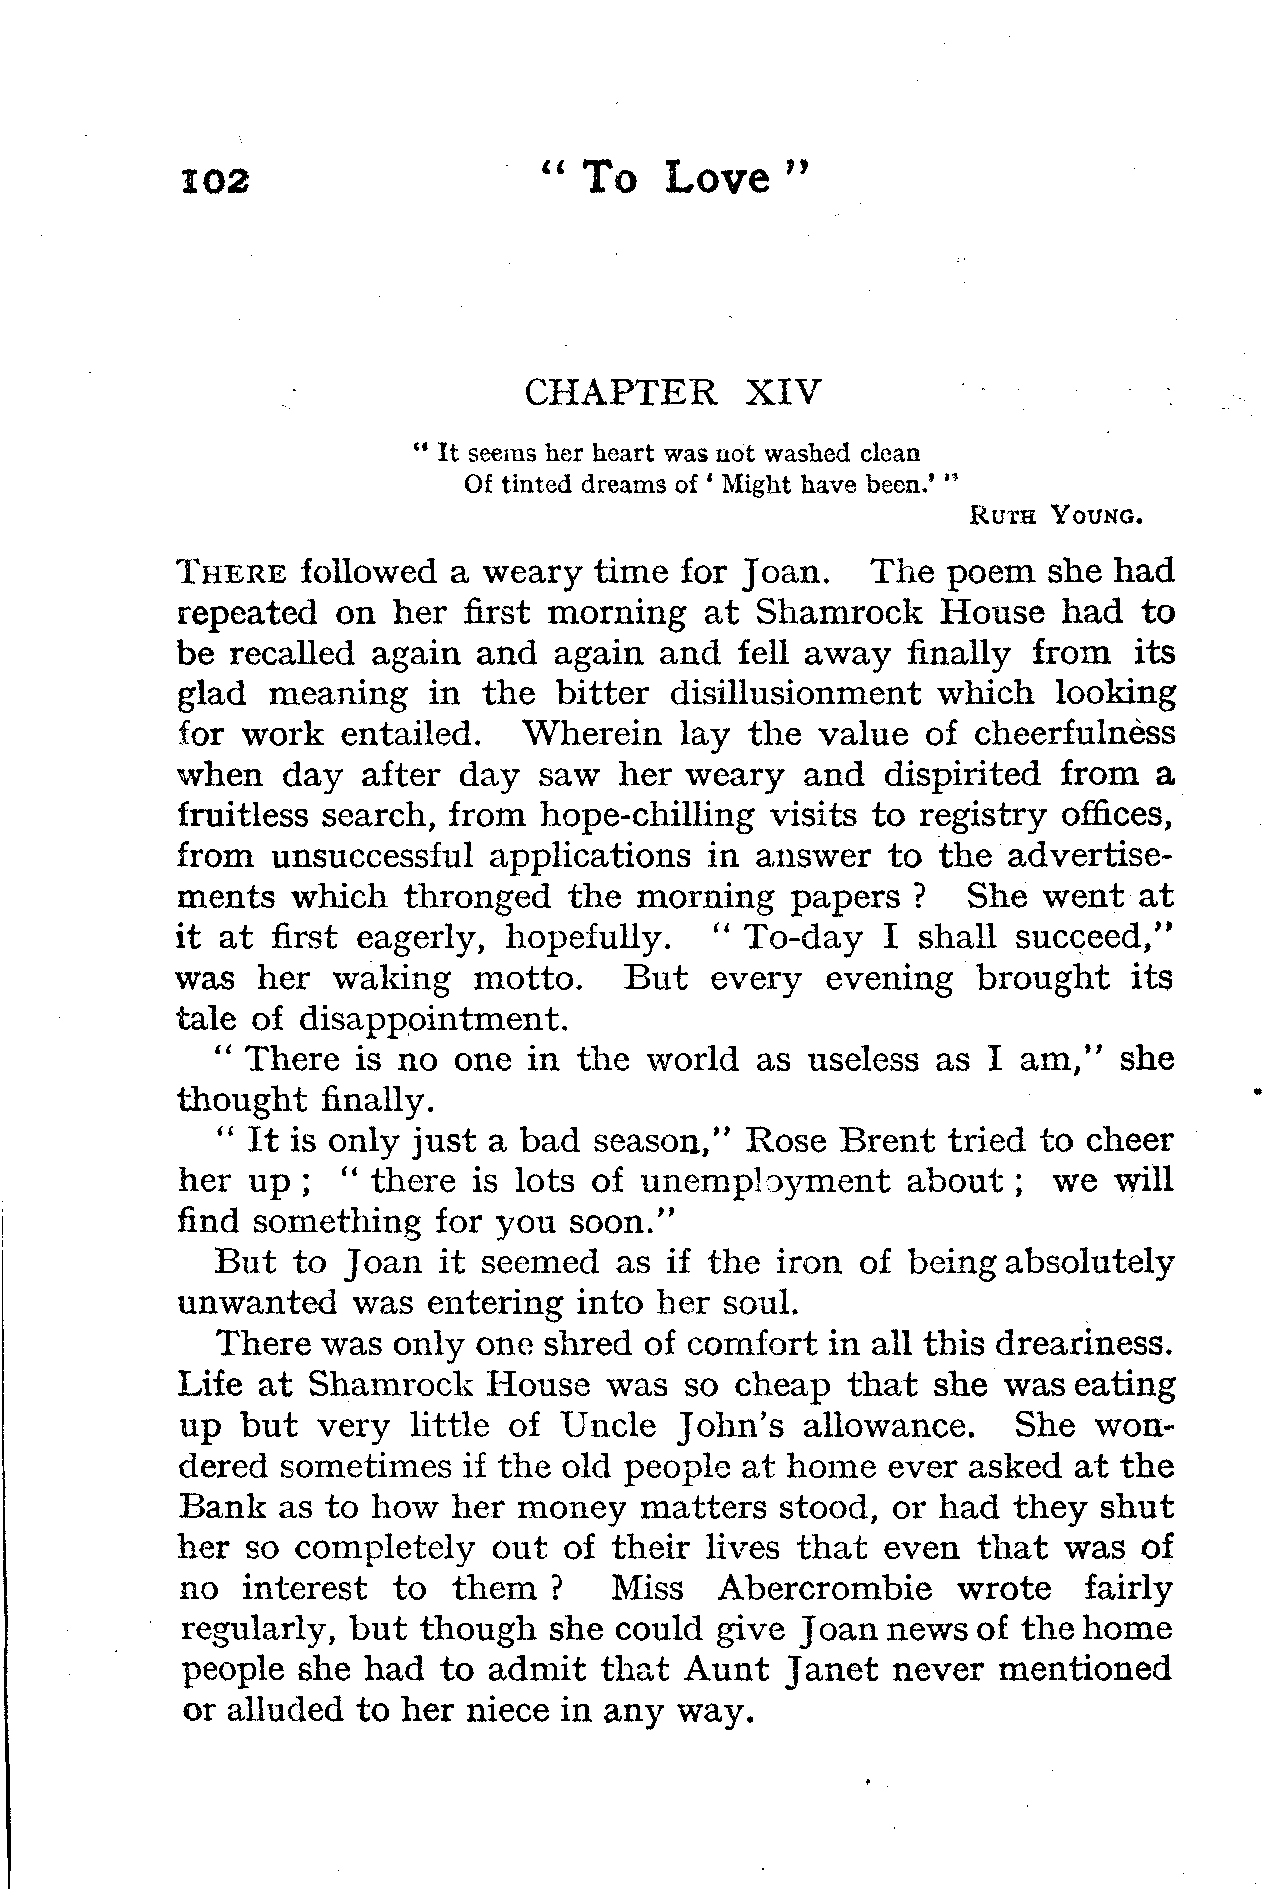 102 " To Love "
CHAPTER XIV
" It seems her heart was not washed clean
Of tinted dreams of ' Might have been.' "
RUTH YOUNG.
THERE followed a weary time for Joan. The poem she had
repeated on her first morning at Shamrock House had to
be recalled again and again and fell away finally from its
glad meaning in the bitter disillusionment which looking
for work entailed. Wherein lay the value of cheerfulness
when day after day saw her weary and dispirited from a
fruitless search, from hope-chilling visits to registry offices,
from unsuccessful applications in answer to the advertise-
ments which thronged the morning papers ? She went at
it at first eagerly, hopefully. " To-day I shall succeed,"
was her waking motto. But every evening brought its
tale of disappointment.
" There is no one in the world as useless as I am," she
thought finally.
" It is only just a bad season," Rose Brent tried to cheer
her up ; " there is lots of unemployment about ; we will
find something for you soon."
But to Joan it seemed as if the iron of being absolutely
unwanted was entering into her soul.
There was only one shred of comfort in all this dreariness.
Life at Shamrock House was so cheap that she was eating
up but very little of Uncle John's allowance. She won-
dered sometimes if the old people at home ever asked at the
Bank as to how her money matters stood, or had they shut
her so completely out of their lives that even that was of
no interest to them ? Miss Abercrombie wrote fairly
regularly, but though she could give Joan news of the home
people she had to admit that Aunt Janet never mentioned
or alluded to her niece in any way.